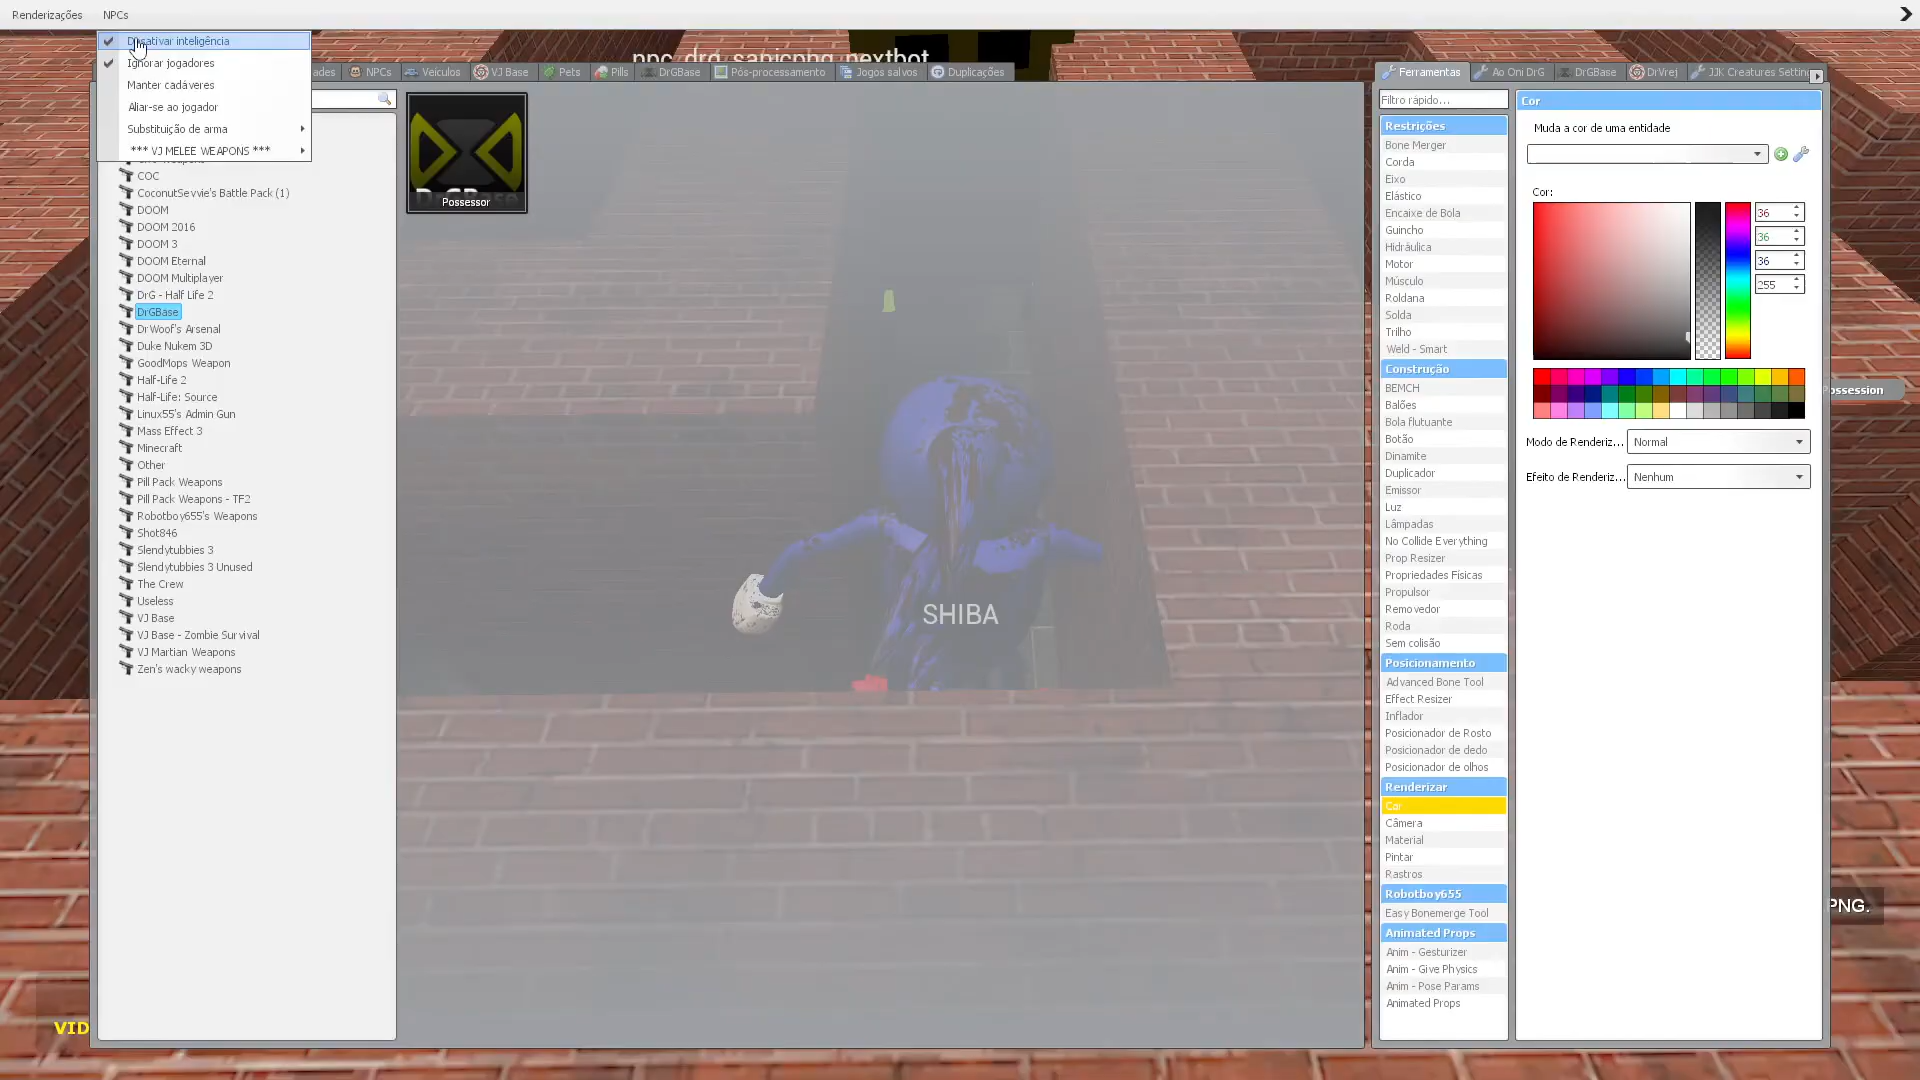 Renderizações NPCs
Desativar inteligência
Ignorar jogadores
Manter cadáveres
Aliar-se ao jogador
Substituição de arma
*** VJ MELEE WEAPONS ***
npc_drg_sanicphg_nextbot
ades NPCs Veículos VJ Base Pets Pills DrGBase Pós-processamento Jogos salvos Duplicações
COC
CoconutSevvie's Battle Pack (1)
DOOM
DOOM 2016
DOOM 3
DOOM Eternal
DOOM Multiplayer
DrG - Half Life 2
DrGBase
DrWoof's Arsenal
Duke Nukem 3D
GoodMops Weapon
Half-Life 2
Half-Life: Source
Linux55's Admin Gun
Mass Effect 3
Minecraft
Other
Pill Pack Weapons
Pill Pack Weapons - TF2
Robotboy655's Weapons
Shot846
Slendytubbies 3
Slendytubbies 3 Unused
The Crew
Useless
VJ Base
VJ Base - Zombie Survival
VJ Martian Weapons
Zen's wacky weapons
DrGBase
Possessor
SHIBA
Ferramentas Ao Oni DrG DrGBase DrVrej JJK Creatures Settin
Filtro rápido...
Restrições
Bone Merger
Corda
Eixo
Elástico
Encaixe de Bola
Guincho
Hidráulica
Motor
Músculo
Roldana
Solda
Trilho
Weld - Smart
Construção
BEMCH
Balões
Bola flutuante
Botão
Dinamite
Duplicador
Emissor
Luz
Lâmpadas
No Collide Everything
Prop Resizer
Propriedades Físicas
Propulsor
Removedor
Roda
Sem colisão
Posicionamento
Advanced Bone Tool
Effect Resizer
Inflador
Posicionador de Rosto
Posicionador de dedo
Posicionador de olhos
Renderizar
Cor
Câmera
Material
Pintar
Rastros
Robotboy655
Easy Bonemerge Tool
Animated Props
Anim - Gesturizer
Anim - Give Physics
Anim - Pose Params
Animated Props
Cor
Muda a cor de uma entidade
Cor:
36
36
36
255
Modo de Renderiz... Normal
Efeito de Renderiz... Nenhum
ossession
PNG.
VID